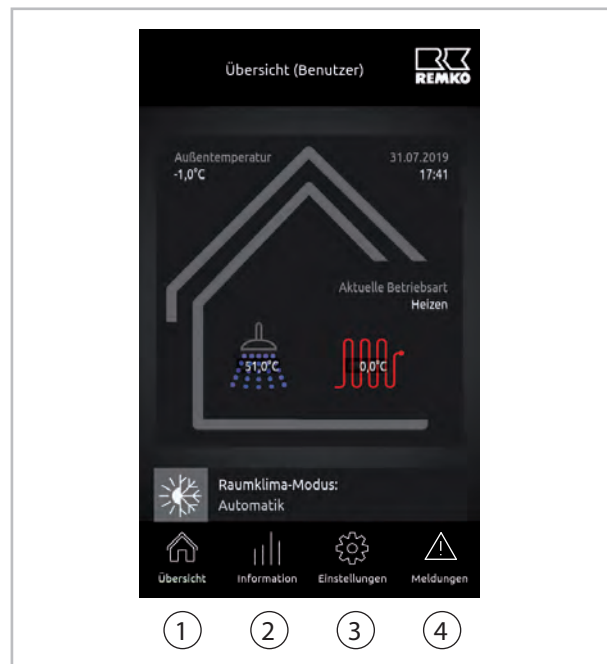 Übersicht (Benutzer)
REMKO
Außentemperatur
-1,0°C
31.07.2019
17:41
Aktuelle Betriebsart
Heizen
51,0°C
0,0°C
Raumklima-Modus:
Automatik
Übersicht Information Einstellungen Meldungen
1 2 3 4